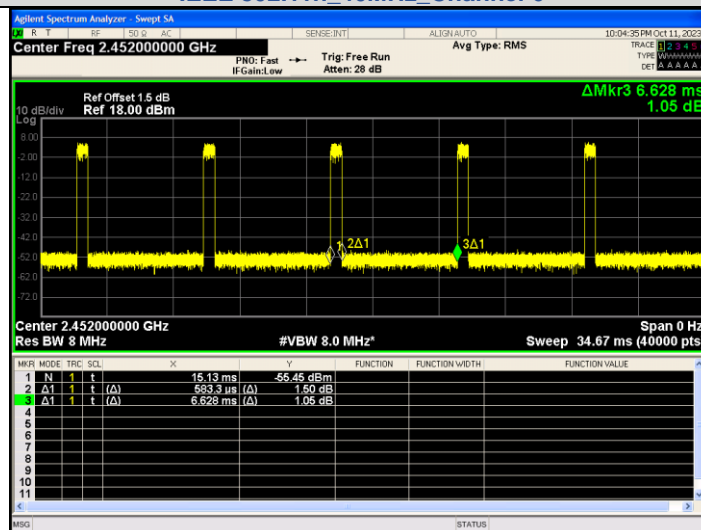 Agilent Spectrum Analyzer - Swept SA
R T RF 50 Ω AC SENSE:INT ALIGN AUTO 10:04:35 PM Oct 11, 2023
Center Freq 2.452000000 GHz Avg Type: RMS TRACE 1 2 3 4 5
PNO: Fast Trig: Free Run TYPE W
IFGain:Low Atten: 28 dB DET A A A A A
ΔMkr3 6.628 ms
Ref Offset 1.5 dB
10 dB/div Ref 18.00 dBm 1.05 dB
Log
8.00
-2.00
-12.0
-22.0
-32.0
-42.0
1 2Δ1 3Δ1
-52.0
-62.0
-72.0
Center 2.452000000 GHz Span 0 Hz
Res BW 8 MHz #VBW 8.0 MHz* Sweep 34.67 ms (40000 pts
MKR MODE TRC SCL X Y FUNCTION FUNCTION WIDTH FUNCTION VALUE
1 N 1 t 15.13 ms -55.45 dBm
2 Δ1 1 t (Δ) 583.3 µs (Δ) 1.50 dB
3 Δ1 1 t (Δ) 6.628 ms (Δ) 1.05 dB
4
5
6
7
8
9
10
11
MSG STATUS